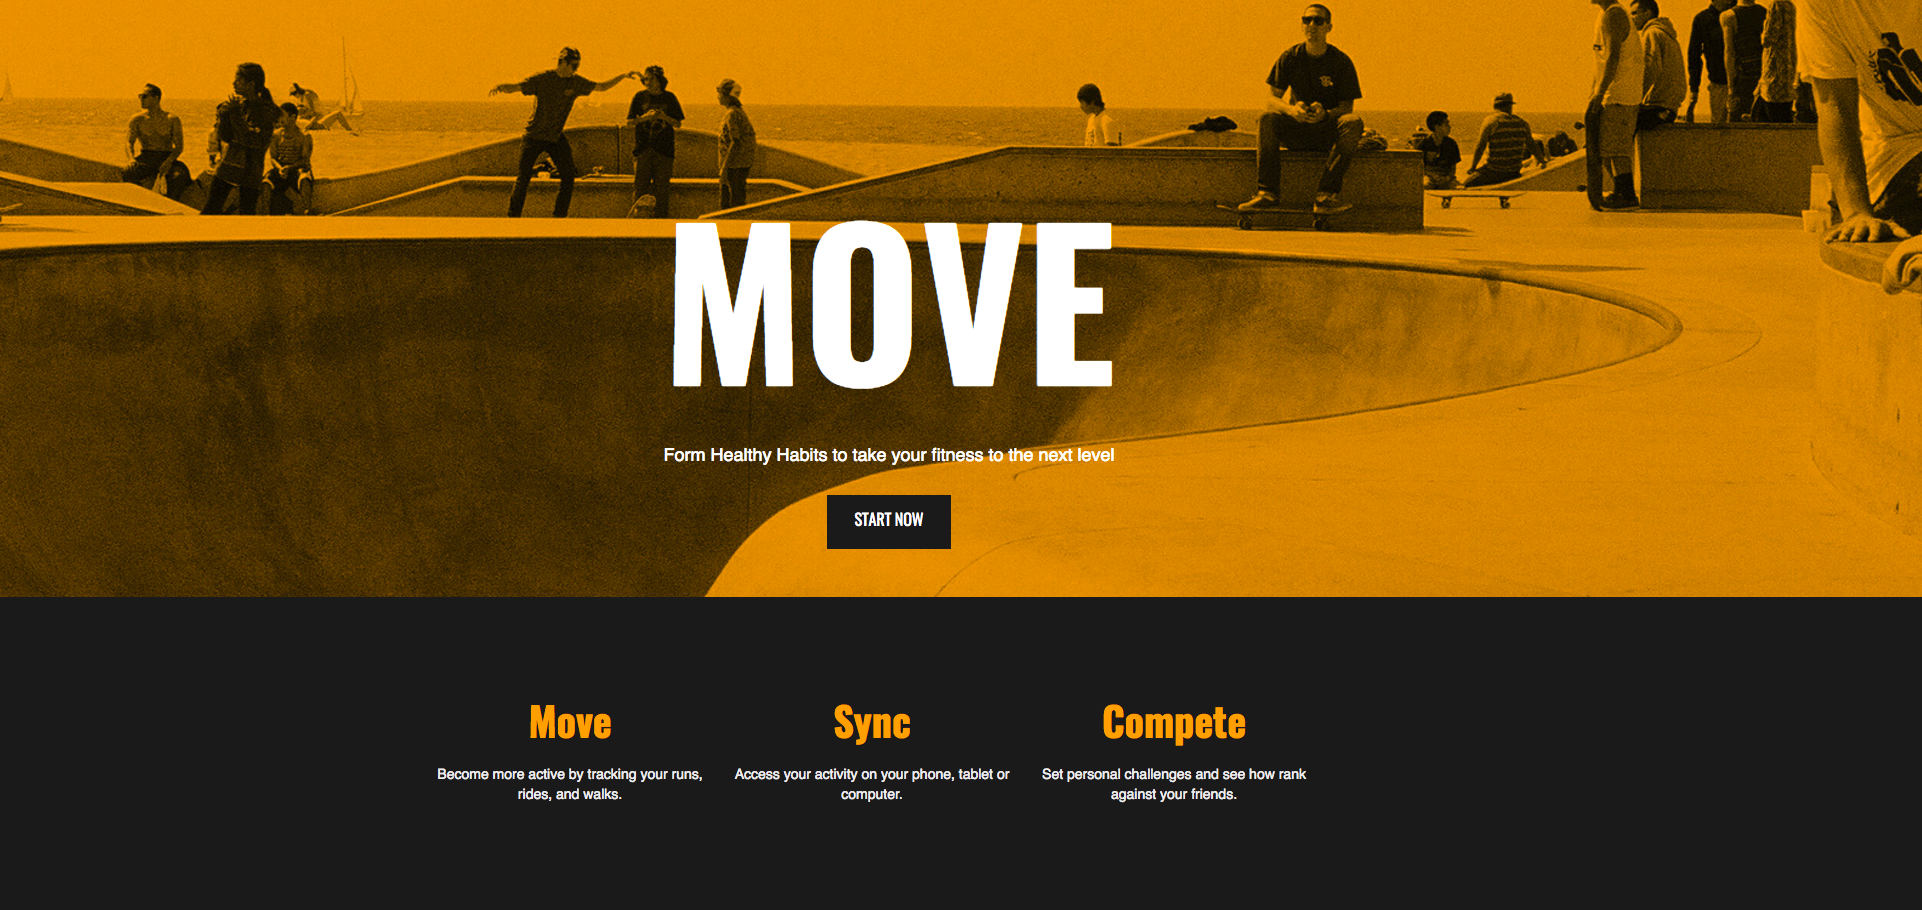 MOVE
Form Healthy Habits to take your fitness to the next level
START NOW
Move
Become more active by tracking your runs,
rides, and walks.
Sync
Access your activity on your phone, tablet or
computer.
Compete
Set personal challenges and see how rank
against your friends.